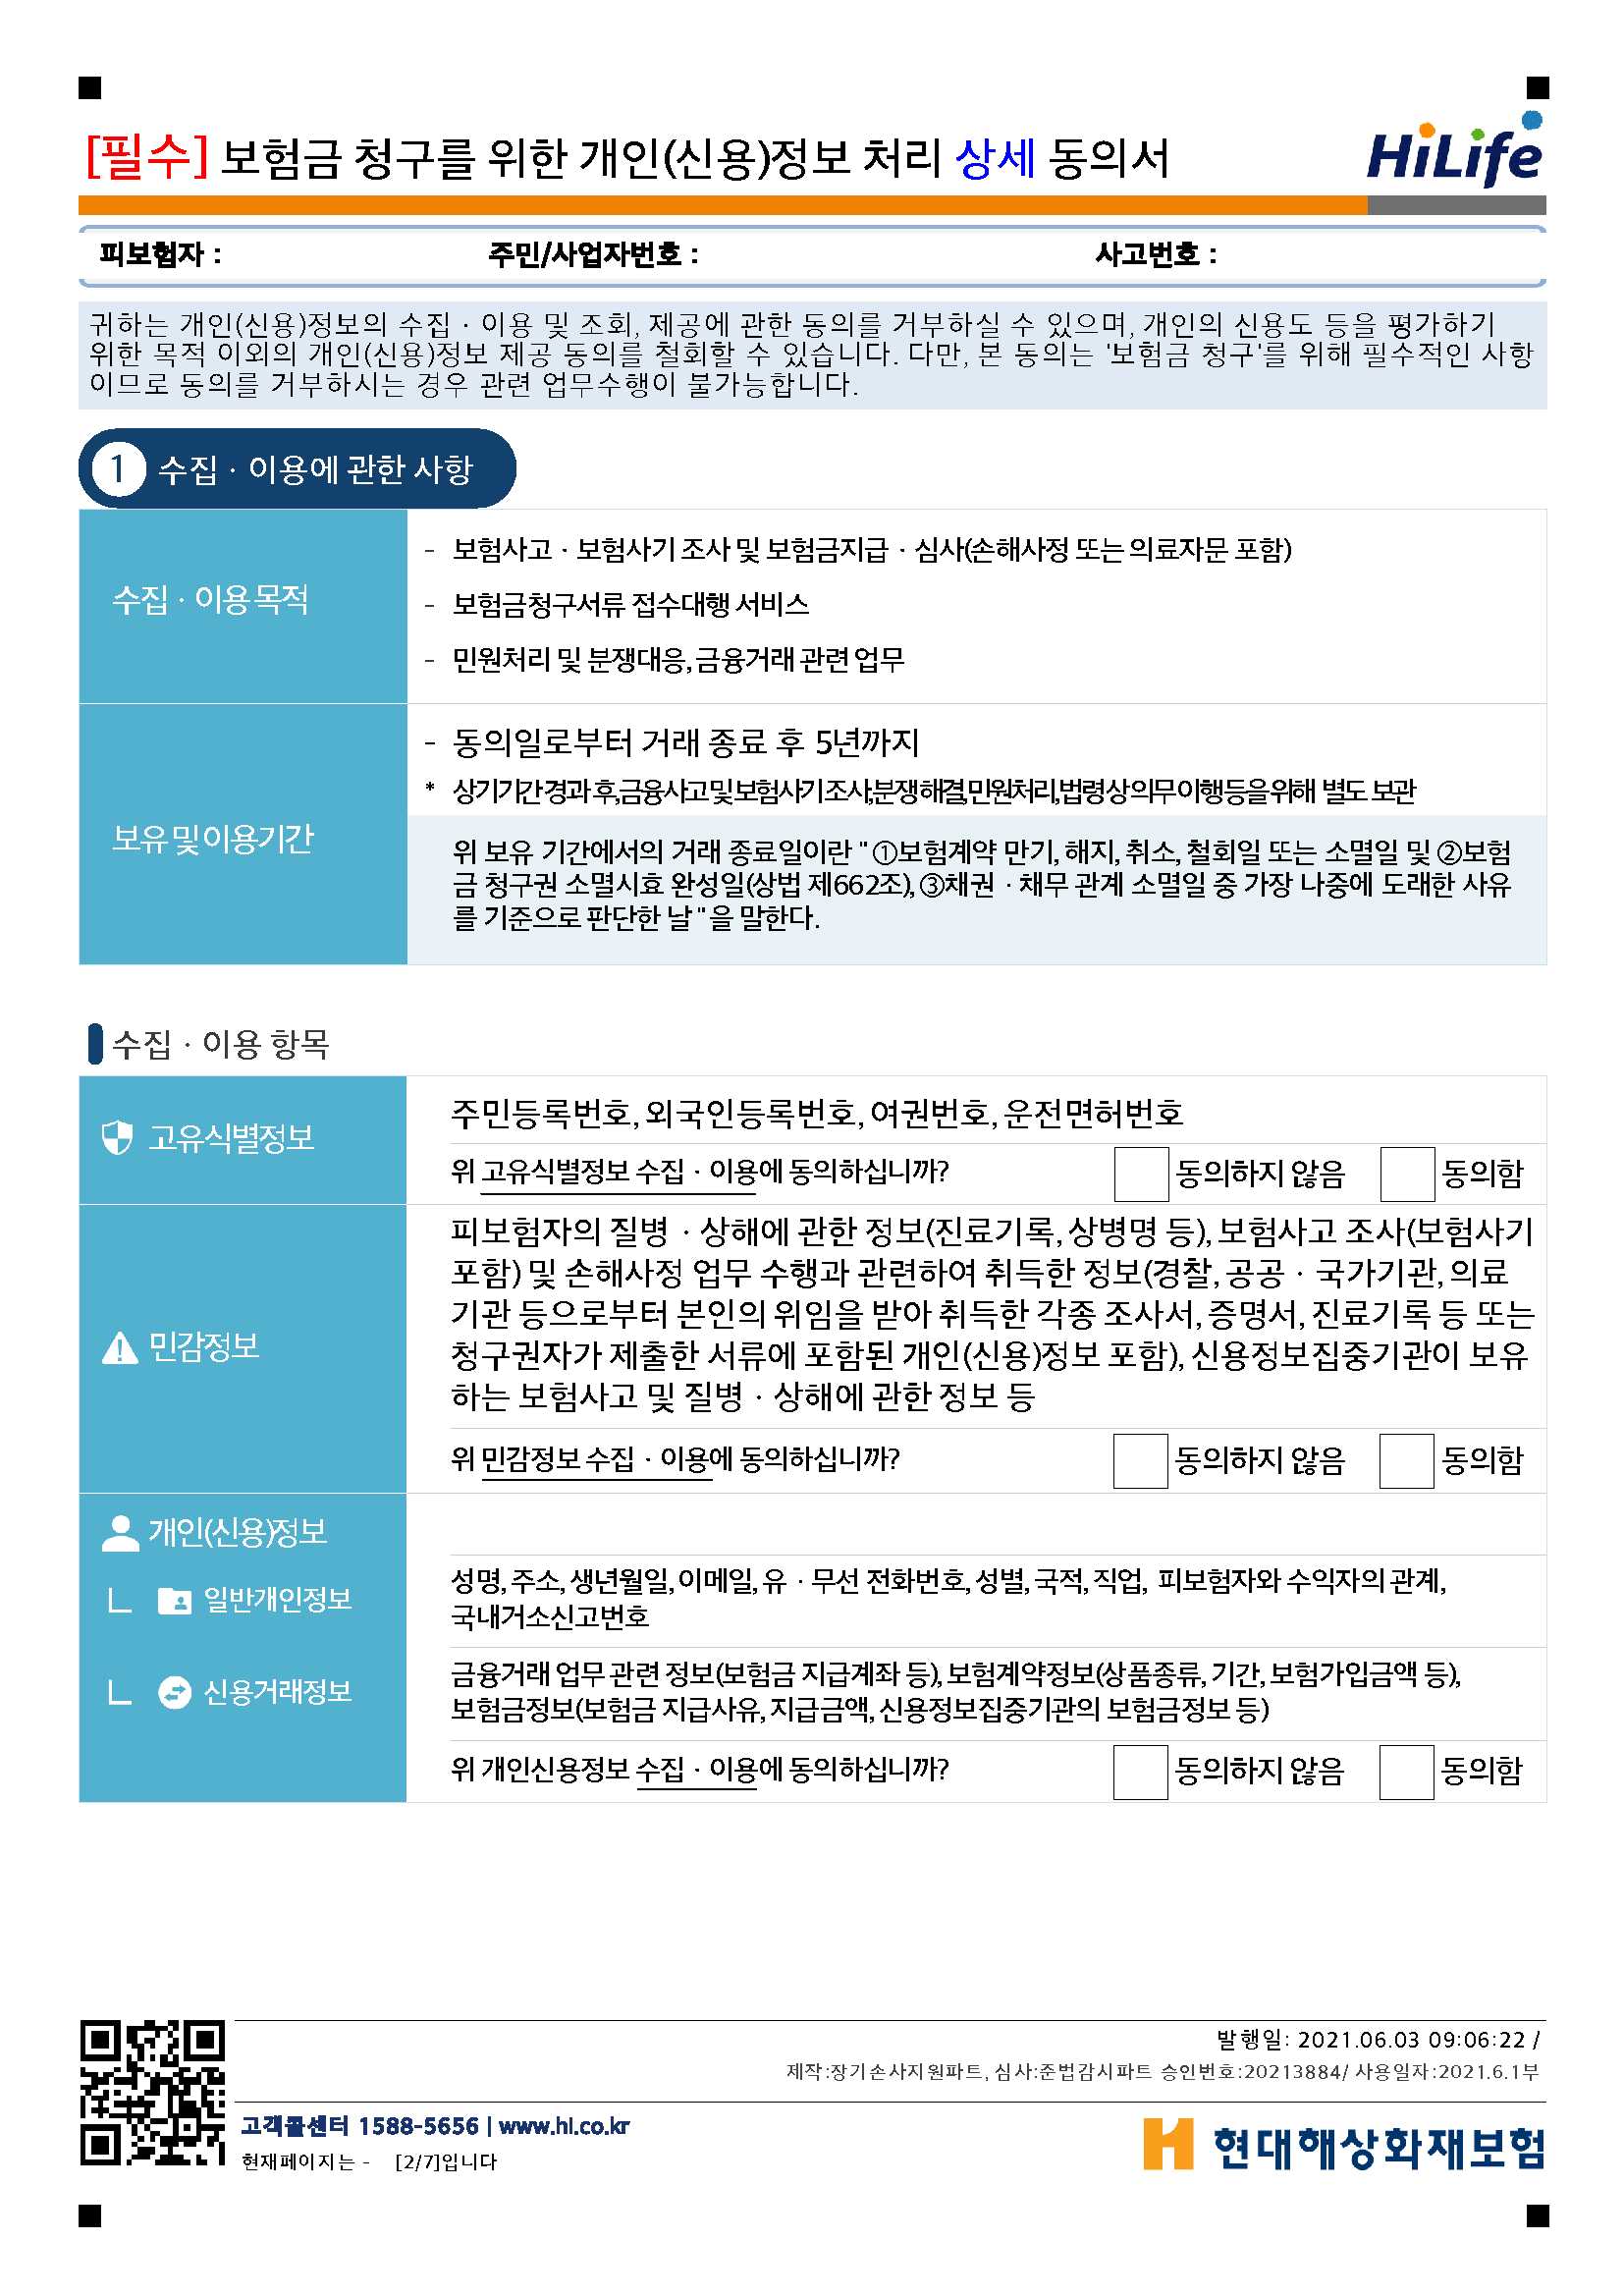 [필수] 보험금 청구를 위한 개인(신용)정보 처리 상세 동의서
HiLife
피보험자 : 주민/사업자번호 : 사고번호 :
귀하는 개인(신용)정보의 수집 · 이용 및 조회, 제공에 관한 동의를 거부하실 수 있으며, 개인의 신용도 등을 평가하기
위한 목적 이외의 개인(신용)정보 제공 동의를 철회할 수 있습니다. 다만, 본 동의는 '보험금 청구'를 위해 필수적인 사항
이므로 동의를 거부하시는 경우 관련 업무수행이 불가능합니다.
1 수집 · 이용에 관한 사항
수집 · 이용 목적
- 보험사고 · 보험사기 조사 및 보험금지급 · 심사(손해사정 또는 의료자문 포함)
- 보험금청구서류 접수대행 서비스
- 민원처리 및 분쟁대응, 금융거래 관련 업무
보유 및 이용기간
- 동의일로부터 거래 종료 후 5년까지
* 상기 기간 경과 후, 금융사고 및 보험사기 조사, 분쟁해결, 민원처리, 법령상 의무이행 등을 위해 별도 보관
위 보유 기간에서의 거래 종료일이란 " ①보험계약 만기, 해지, 취소, 철회일 또는 소멸일 및 ②보험
금 청구권 소멸시효 완성일(상법 제662조), ③채권 · 채무 관계 소멸일 중 가장 나중에 도래한 사유
를 기준으로 판단한 날 " 을 말한다.
수집 · 이용 항목
고유식별정보
주민등록번호, 외국인등록번호, 여권번호, 운전면허번호
위 고유식별정보 수집 · 이용에 동의하십니까? 동의하지 않음 동의함
민감정보
피보험자의 질병 · 상해에 관한 정보(진료기록, 상병명 등), 보험사고 조사(보험사기
포함) 및 손해사정 업무 수행과 관련하여 취득한 정보(경찰, 공공 · 국가기관, 의료
기관 등으로부터 본인의 위임을 받아 취득한 각종 조사서, 증명서, 진료기록 등 또는
청구권자가 제출한 서류에 포함된 개인(신용)정보 포함), 신용정보집중기관이 보유
하는 보험사고 및 질병 · 상해에 관한 정보 등
위 민감정보 수집 · 이용에 동의하십니까? 동의하지 않음 동의함
개인(신용)정보
일반개인정보
성명, 주소, 생년월일, 이메일, 유 · 무선 전화번호, 성별, 국적, 직업, 피보험자와 수익자의 관계,
국내거소신고번호
신용거래정보
금융거래 업무 관련 정보(보험금 지급계좌 등), 보험계약정보(상품종류, 기간, 보험가입금액 등),
보험금정보(보험금 지급사유, 지급금액, 신용정보집중기관의 보험금정보 등)
위 개인신용정보 수집 · 이용에 동의하십니까? 동의하지 않음 동의함
발행일: 2021.06.03 09:06:22 /
제작:장기손사지원파트, 심사:준법감시파트 승인번호:20213884/ 사용일자:2021.6.1부
고객콜센터 1588-5656 | www.hi.co.kr
현재페이지는 - [2/7]입니다
현대해상화재보험